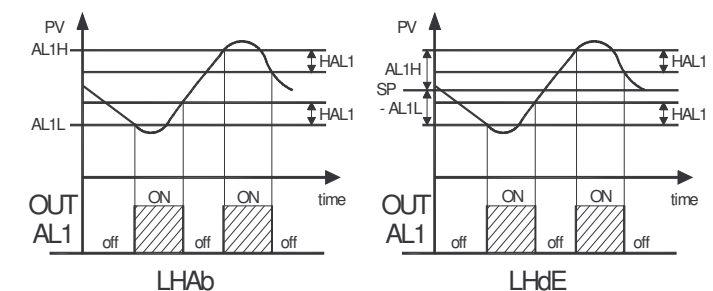 PV
AL1H
HAL1
HAL1
AL1L
time
OUT
AL1
off
ON
off
ON
off
LHAb
PV
AL1H
SP
- AL1L
HAL1
HAL1
time
OUT
AL1
off
ON
off
ON
off
LHdE